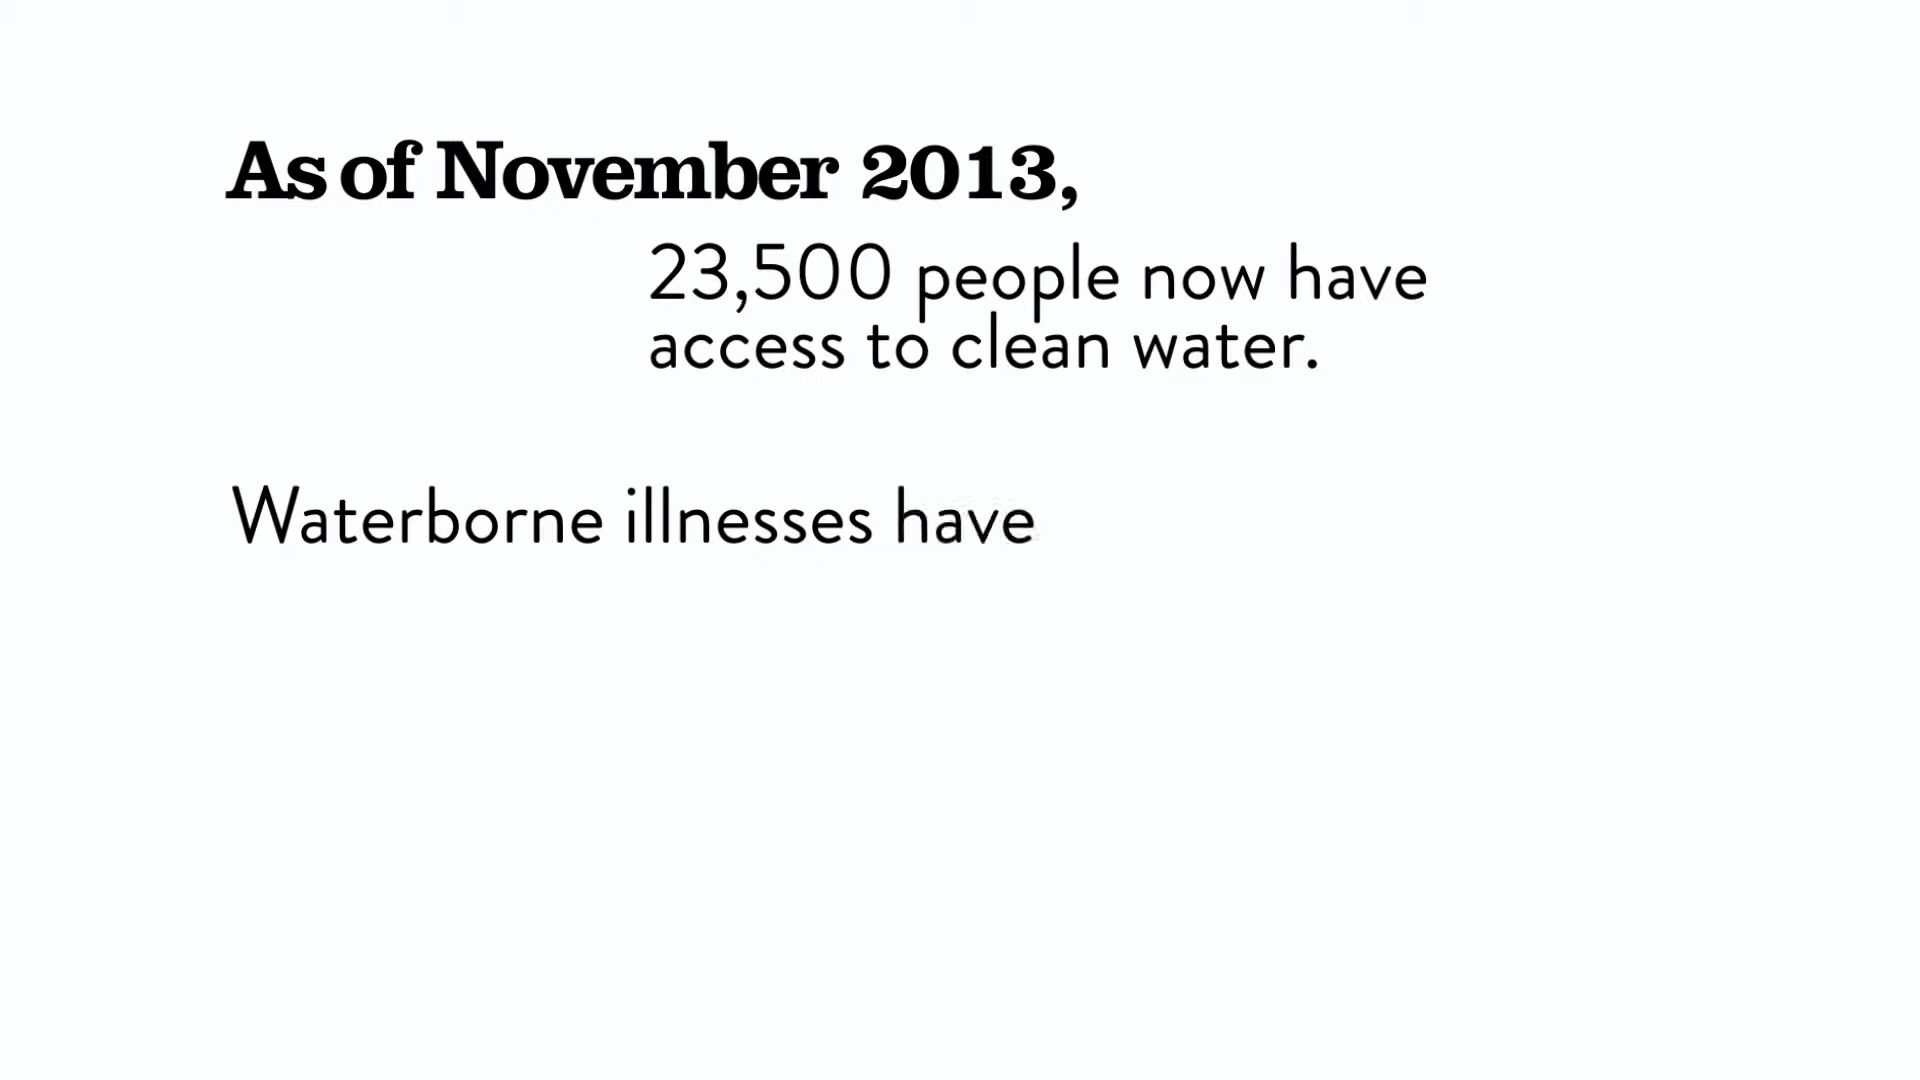 As of November 2013,
23,500 people now have
access to clean water.
Waterborne illnesses have